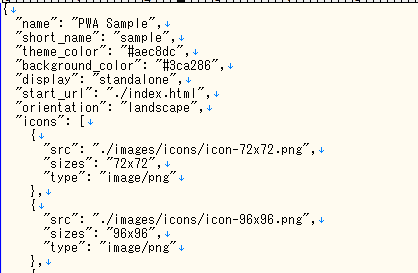 {
"name": "PWA Sample",
"short_name": "sample",
"theme_color": "#aec8dc",
"background_color": "#3ca286",
"display": "standalone",
"start_url": "./index.html",
"orientation": "landscape",
"icons": [
{
"src": "./images/icons/icon-72x72.png",
"sizes": "72x72",
"type": "image/png"
},
{
"src": "./images/icons/icon-96x96.png",
"sizes": "96x96",
"type": "image/png"
},